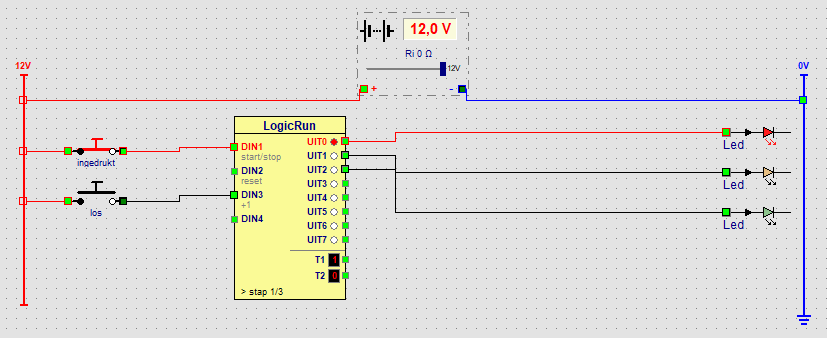 12,0 V
Ri 0 Ω
12V
12V
0V
+
-
LogicRun
DIN1
start/stop
DIN2
reset
DIN3
+1
DIN4
UIT0
UIT1
UIT2
UIT3
UIT4
UIT5
UIT6
UIT7
T1 1
T2 0
> stap 1/3
ingedrukt
los
Led
Led
Led